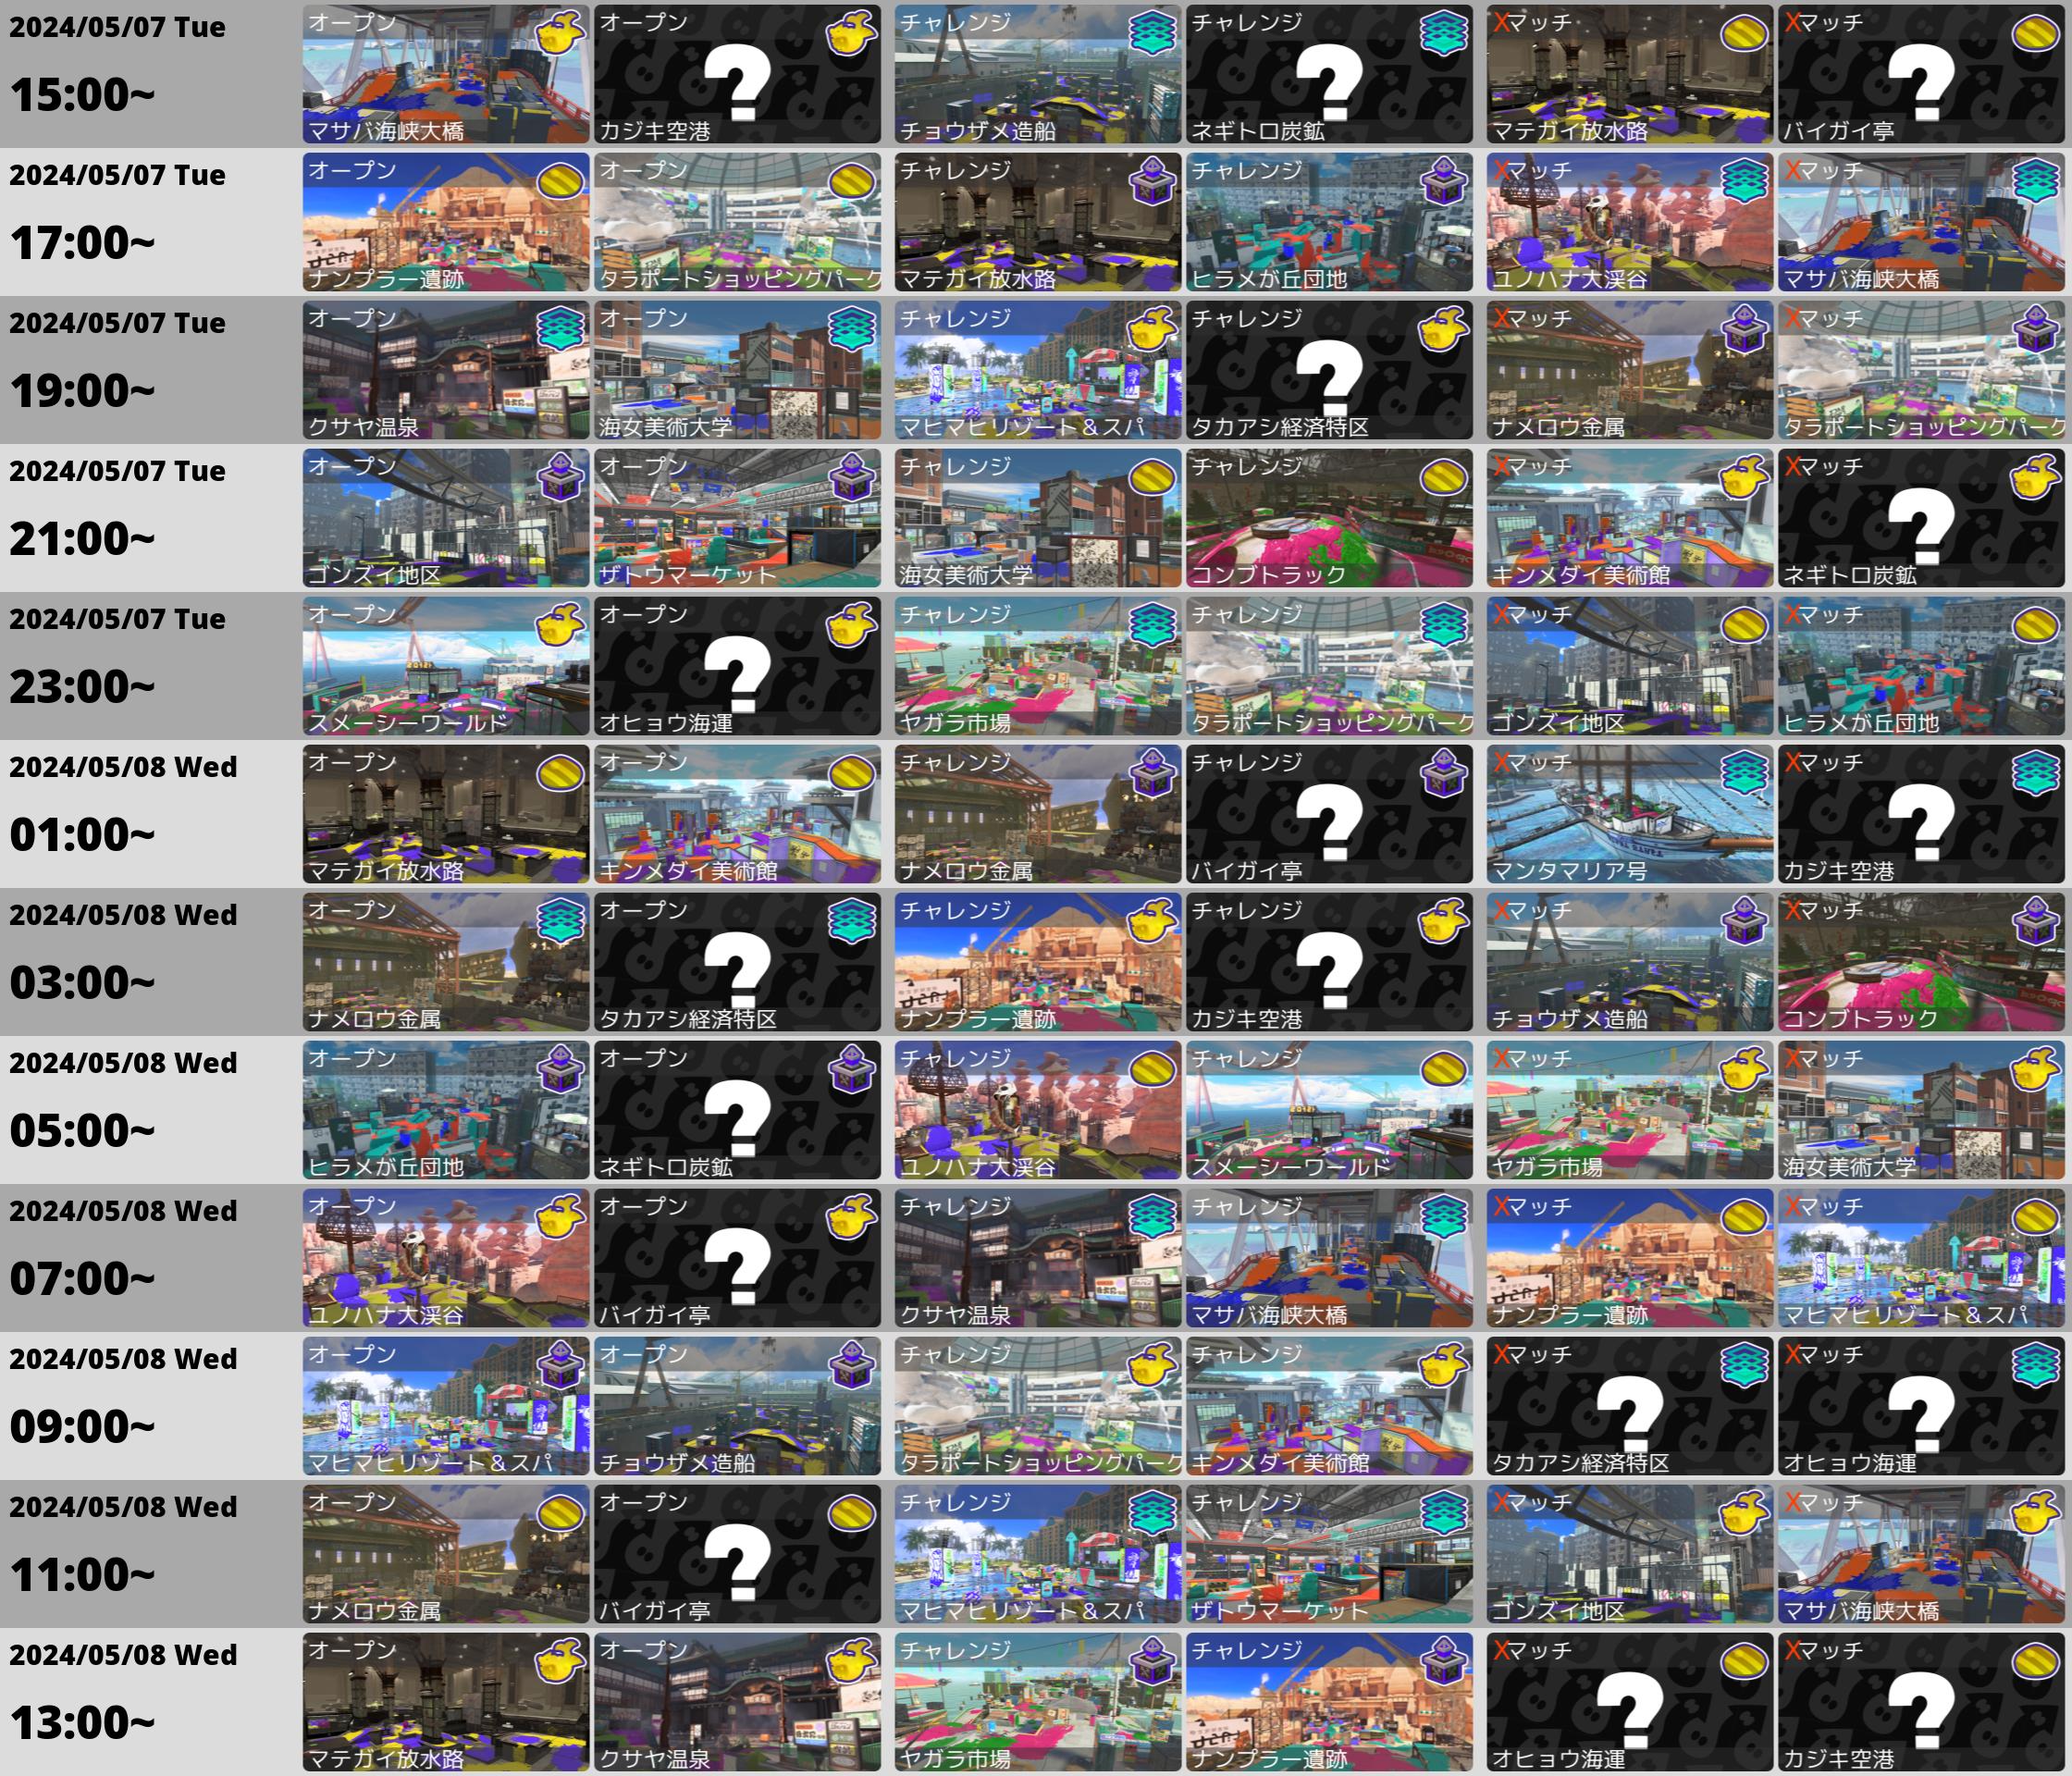 2024/05/07 Tue
15:00~
オープン
マサバ海峡大橋
オープン
カジキ空港
チャレンジ
チョウザメ造船
チャレンジ
ネギトロ炭鉱
Xマッチ
マテガイ放水路
Xマッチ
バイガイ亭
2024/05/07 Tue
17:00~
オープン
ナンプラー遺跡
オープン
タラポートショッピングパーク
チャレンジ
マテガイ放水路
チャレンジ
ヒラメが丘団地
Xマッチ
ユノハナ大渓谷
Xマッチ
マサバ海峡大橋
2024/05/07 Tue
19:00~
オープン
クサヤ温泉
オープン
海女美術大学
チャレンジ
マヒマヒリゾート＆スパ
チャレンジ
タカアシ経済特区
Xマッチ
ナメロウ金属
Xマッチ
タラポートショッピングパーク
2024/05/07 Tue
21:00~
オープン
ゴンズイ地区
オープン
ザトウマーケット
チャレンジ
海女美術大学
チャレンジ
コンブトラック
Xマッチ
キンメダイ美術館
Xマッチ
ネギトロ炭鉱
2024/05/07 Tue
23:00~
オープン
スメーシーワールド
オープン
オヒョウ海運
チャレンジ
ヤガラ市場
チャレンジ
タラポートショッピングパーク
Xマッチ
ゴンズイ地区
Xマッチ
ヒラメが丘団地
2024/05/08 Wed
01:00~
オープン
マテガイ放水路
オープン
キンメダイ美術館
チャレンジ
ナメロウ金属
チャレンジ
バイガイ亭
Xマッチ
マンタマリア号
Xマッチ
カジキ空港
2024/05/08 Wed
03:00~
オープン
ナメロウ金属
オープン
タカアシ経済特区
チャレンジ
ナンプラー遺跡
チャレンジ
カジキ空港
Xマッチ
チョウザメ造船
Xマッチ
コンブトラック
2024/05/08 Wed
05:00~
オープン
ヒラメが丘団地
オープン
ネギトロ炭鉱
チャレンジ
ユノハナ大渓谷
チャレンジ
スメーシーワールド
Xマッチ
ヤガラ市場
Xマッチ
海女美術大学
2024/05/08 Wed
07:00~
オープン
ユノハナ大渓谷
オープン
バイガイ亭
チャレンジ
クサヤ温泉
チャレンジ
マサバ海峡大橋
Xマッチ
ナンプラー遺跡
Xマッチ
マヒマヒリゾート＆スパ
2024/05/08 Wed
09:00~
オープン
マヒマヒリゾート＆スパ
オープン
チョウザメ造船
チャレンジ
タラポートショッピングパーク
チャレンジ
キンメダイ美術館
Xマッチ
タカアシ経済特区
Xマッチ
オヒョウ海運
2024/05/08 Wed
11:00~
オープン
ナメロウ金属
オープン
バイガイ亭
チャレンジ
マヒマヒリゾート＆スパ
チャレンジ
ザトウマーケット
Xマッチ
ゴンズイ地区
Xマッチ
マサバ海峡大橋
2024/05/08 Wed
13:00~
オープン
マテガイ放水路
オープン
クサヤ温泉
チャレンジ
ヤガラ市場
チャレンジ
ナンプラー遺跡
Xマッチ
オヒョウ海運
Xマッチ
カジキ空港